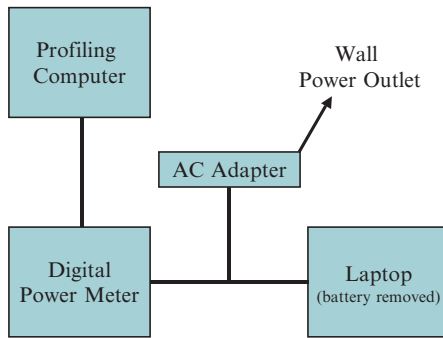 Profiling
Computer
Wall
Power Outlet
AC Adapter
Digital
Power Meter
Laptop
(battery removed)